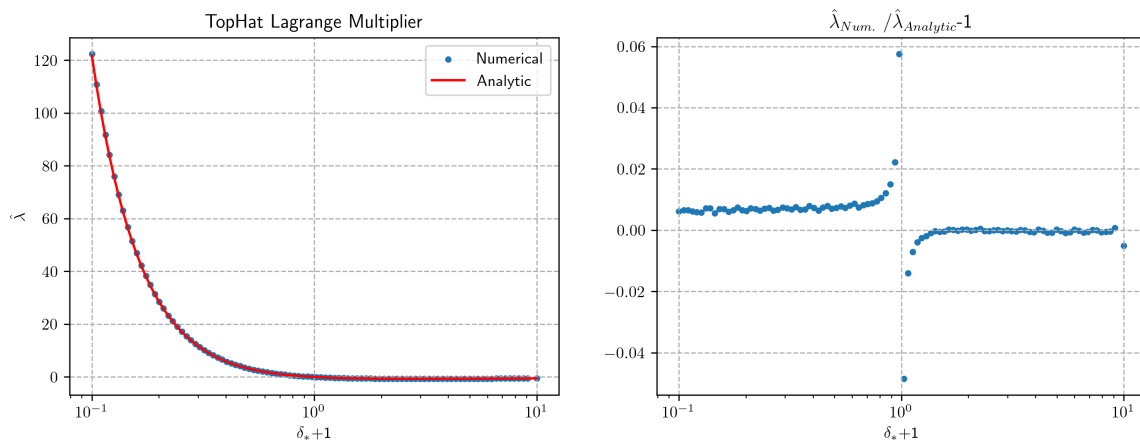 TopHat Lagrange Multiplier
120
100
80
60
40
20
0
λ̂
10⁻¹
10⁰
10¹
δ*+1
Numerical
Analytic
λ̂Num. /λ̂Analytic-1
0.06
0.04
0.02
0.00
−0.02
−0.04
10⁻¹
10⁰
10¹
δ*+1